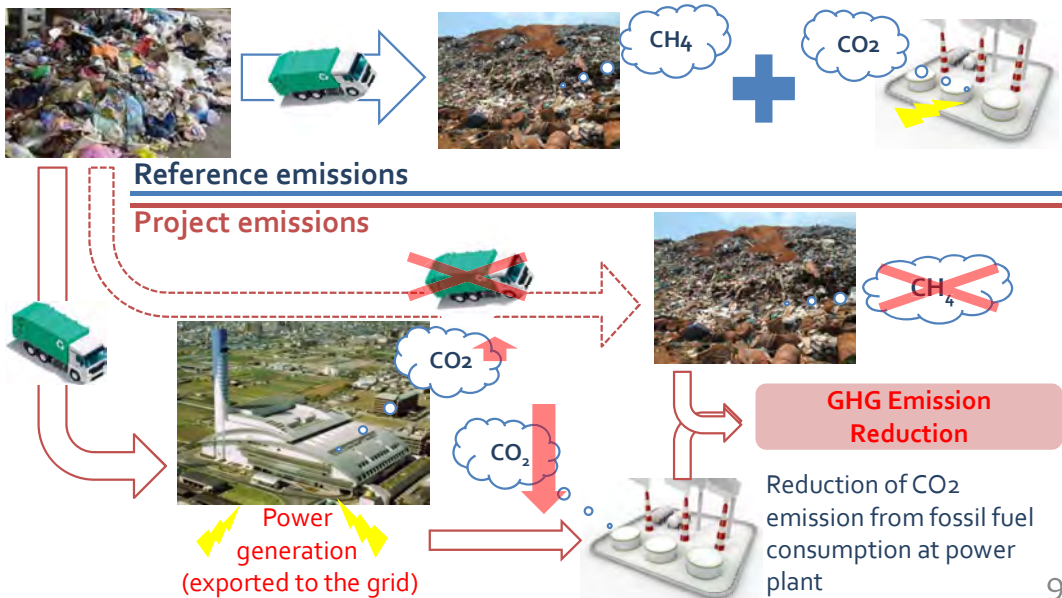 CH4
CO2
Reference emissions
Project emissions
CH4
CO2
GHG Emission
Reduction
CO2
Power
generation
(exported to the grid)
Reduction of CO2
emission from fossil fuel
consumption at power
plant
9